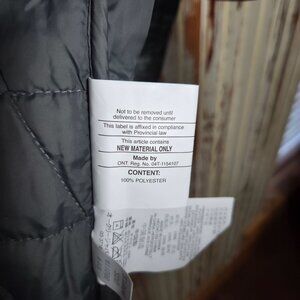 Not to be removed until
delivered to the consumer
This label is affixed in compliance
with Provincial law
This article contains
NEW MATERIAL ONLY
Made by
ONT. Reg. No. 04T-1154107
CONTENT:
100% POLYESTER